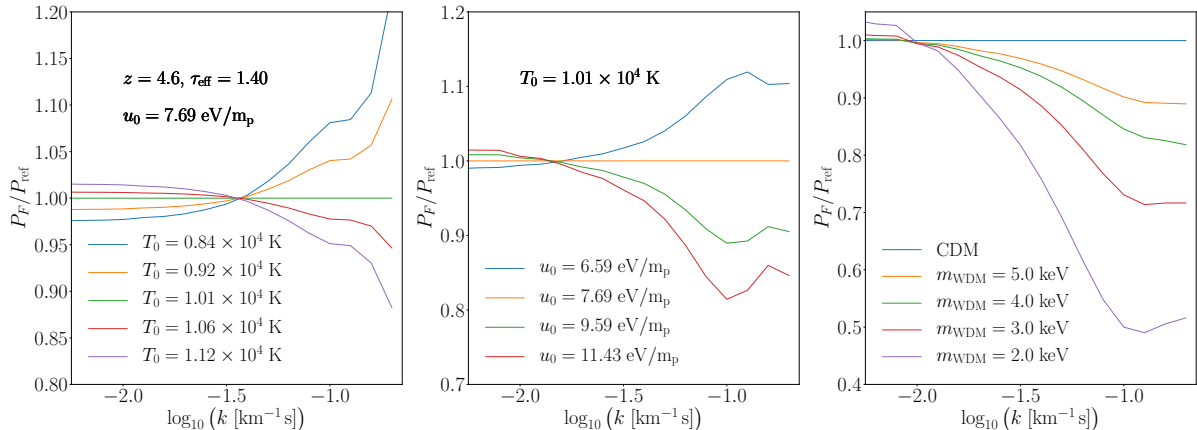 P_F/P_ref
1.20
1.15
1.10
1.05
1.00
0.95
0.90
0.85
0.80
z = 4.6, τ_eff = 1.40
u_0 = 7.69 eV/m_p
T_0 = 0.84 × 10^4 K
T_0 = 0.92 × 10^4 K
T_0 = 1.01 × 10^4 K
T_0 = 1.06 × 10^4 K
T_0 = 1.12 × 10^4 K
−2.0 −1.5 −1.0
log_10 (k [km^−1 s]
P_F/P_ref
1.2
1.1
1.0
0.9
0.8
0.7
T_0 = 1.01 × 10^4 K
u_0 = 6.59 eV/m_p
u_0 = 7.69 eV/m_p
u_0 = 9.59 eV/m_p
u_0 = 11.43 eV/m_p
−2.0 −1.5 −1.0
log_10 (k [km^−1 s]
P_F/P_ref
1.0
0.9
0.8
0.7
0.6
0.5
0.4
CDM
m_WDM = 5.0 keV
m_WDM = 4.0 keV
m_WDM = 3.0 keV
m_WDM = 2.0 keV
−2.0 −1.5 −1.0
log_10 (k [km^−1 s]